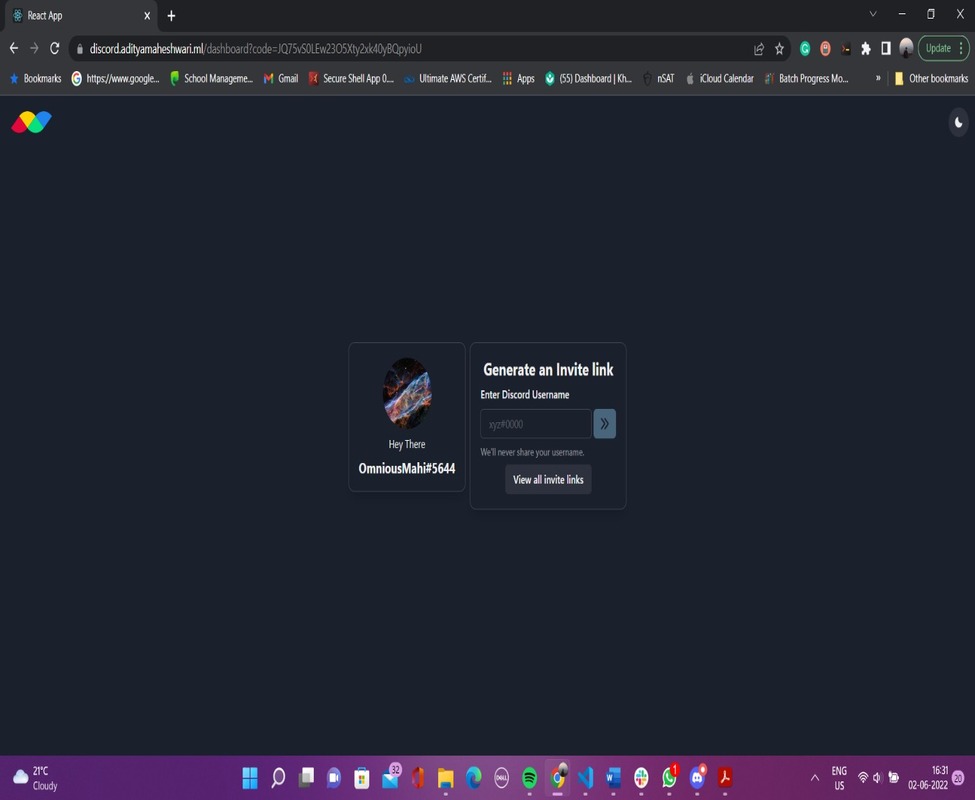 React App
discord.adityamaheshwari.ml/dashboard?code=JQ75vS0LEw23O5Xty2xk40yBQpyioU
Update
Bookmarks
https://www.google...
School Manageme...
Gmail
Secure Shell App 0....
Ultimate AWS Certif...
Apps
(55) Dashboard | Kh...
nSAT
iCloud Calendar
Batch Progress Mo...
»
Other bookmarks
Hey There
OmniousMahi#5644
Generate an Invite link
Enter Discord Username
xyz#0000
We'll never share your username.
View all invite links
21°C
Cloudy
32
DELL
1
ENG
US
16:31
02-06-2022
20